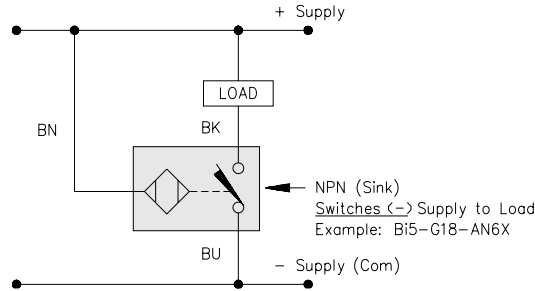 + Supply
LOAD
BN
BK
NPN (Sink)
Switches (-) Supply to Load
Example: Bi5-G18-AN6X
BU
- Supply (Com)